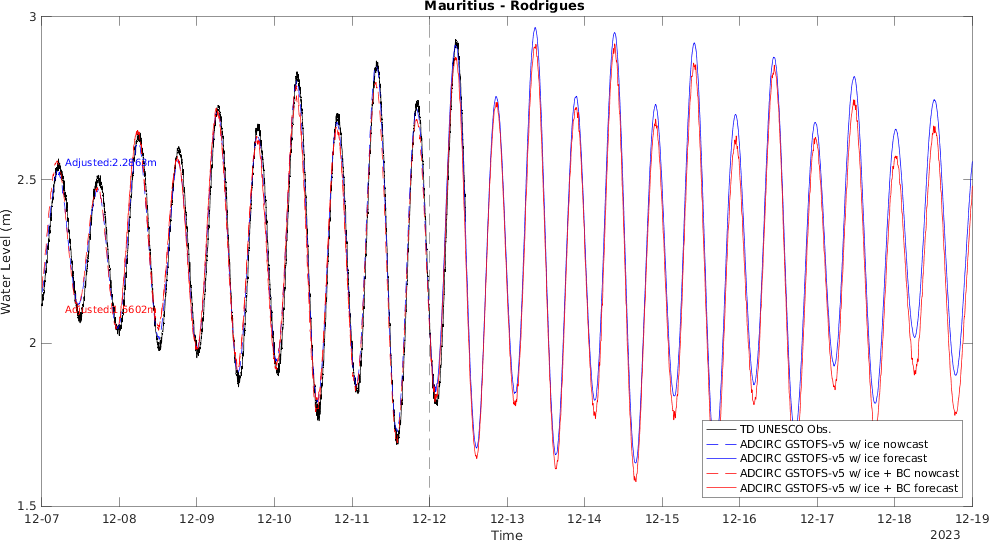 Mauritius - Rodrigues
Water Level (m)
3
2.5
2
1.5
Adjusted:2.2863m
Adjusted:1.6602m
TD UNESCO Obs.
ADCIRC GSTOFS-v5 w/ ice nowcast
ADCIRC GSTOFS-v5 w/ ice forecast
ADCIRC GSTOFS-v5 w/ ice + BC nowcast
ADCIRC GSTOFS-v5 w/ ice + BC forecast
12-07 12-08 12-09 12-10 12-11 12-12 12-13 12-14 12-15 12-16 12-17 12-18 12-19
Time
2023